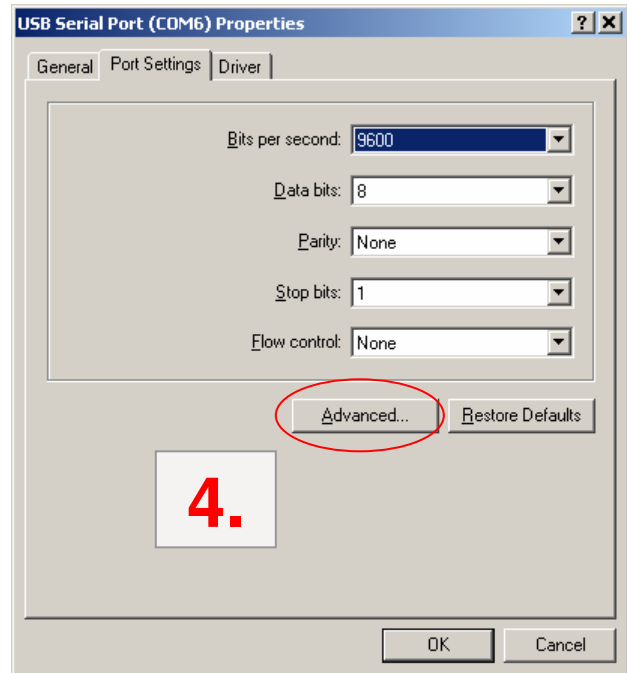 USB Serial Port (COM6) Properties
General Port Settings Driver
Bits per second: 9600
Data bits: 8
Parity: None
Stop bits: 1
Flow control: None
Advanced... Restore Defaults
4.
OK Cancel